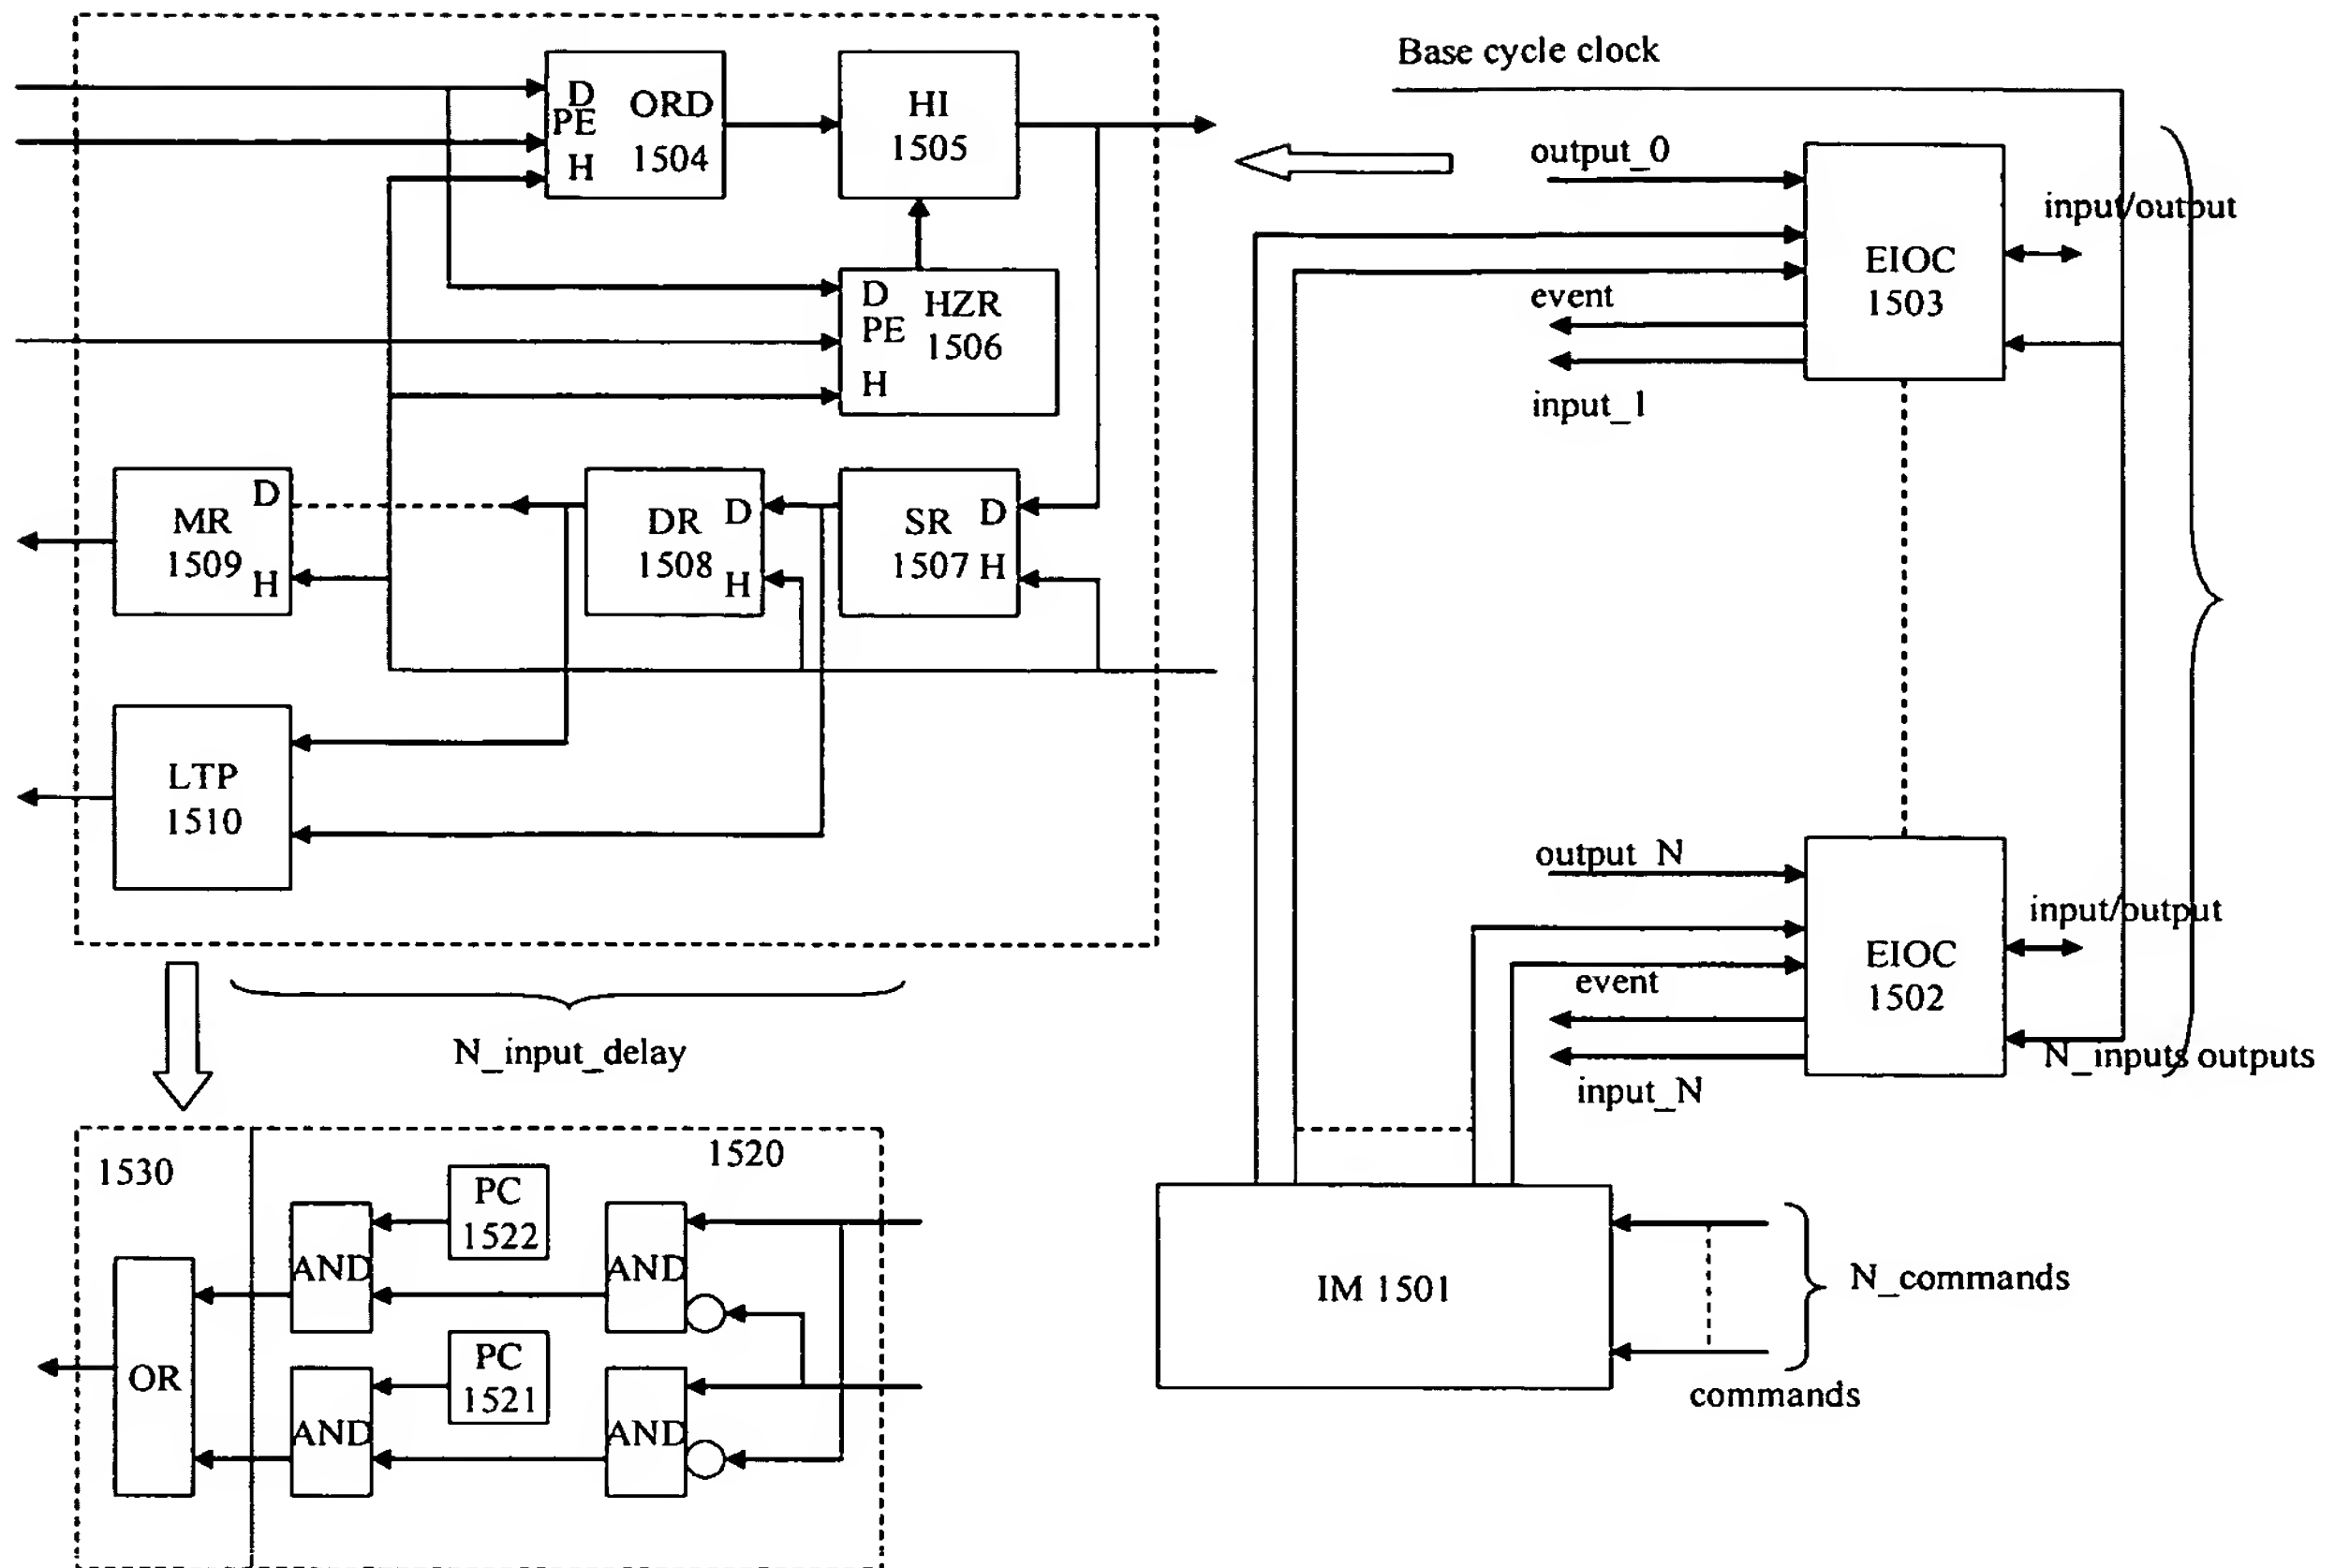 Base cycle clock
D
PE
H
ORD
1504
HI
1505
D
PE
H
HZR
1506
MR
1509
D
H
DR
1508
D
H
SR
1507
D
H
LTP
1510
N_input_delay
output_0
event
input_1
EIOC
1503
input/output
output_N
event
input_N
EIOC
1502
input/output
N_inputs outputs
1530
1520
PC
1522
AND
AND
PC
1521
AND
AND
OR
IM 1501
N_commands
commands